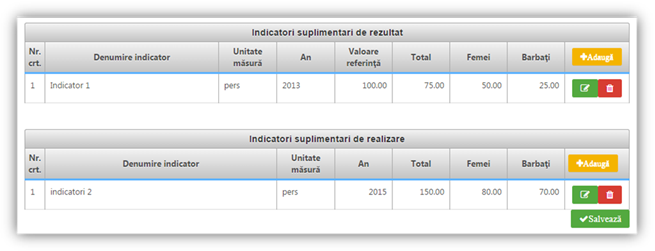 Indicatori suplimentari de rezultat
Nr. crt. Denumire indicator Unitate măsură An Valoare referință Total Femei Barbați Adaugă
1 Indicator 1 pers 2013 100.00 75.00 50.00 25.00
Indicatori suplimentari de realizare
Nr. crt. Denumire indicator Unitate măsură An Total Femei Barbați Adaugă
1 indicatori 2 pers 2015 150.00 80.00 70.00
Salvează